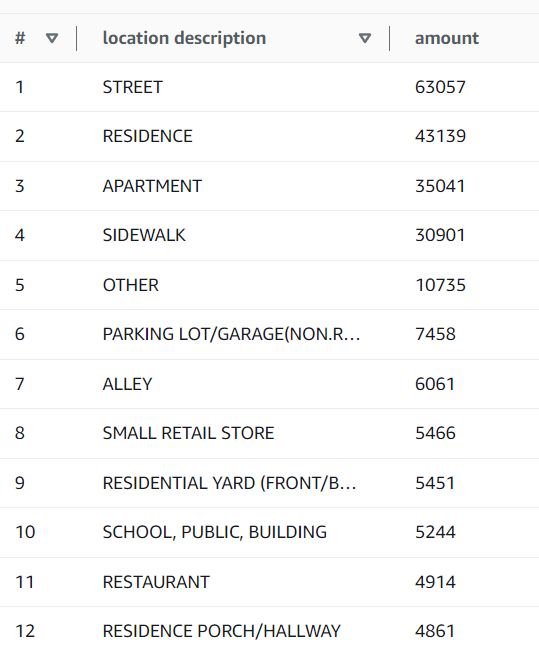 # location description amount
1 STREET 63057
2 RESIDENCE 43139
3 APARTMENT 35041
4 SIDEWALK 30901
5 OTHER 10735
6 PARKING LOT/GARAGE(NON.R... 7458
7 ALLEY 6061
8 SMALL RETAIL STORE 5466
9 RESIDENTIAL YARD (FRONT/B... 5451
10 SCHOOL, PUBLIC, BUILDING 5244
11 RESTAURANT 4914
12 RESIDENCE PORCH/HALLWAY 4861